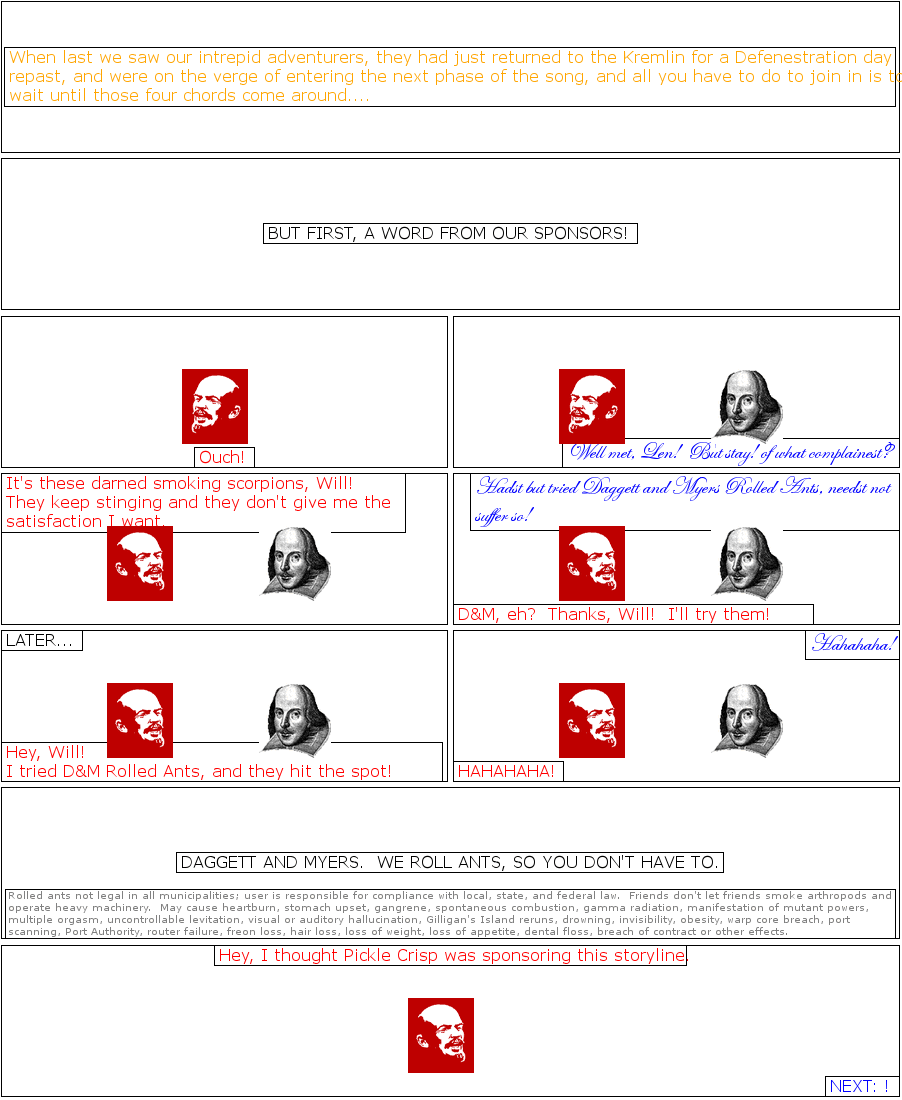 When last we saw our intrepid adventurers, they had just returned to the Kremlin for a Defenestration day
repast, and were on the verge of entering the next phase of the song, and all you have to do to join in is to
wait until those four chords come around....
BUT FIRST, A WORD FROM OUR SPONSORS!
Ouch!
Well met, Len!  But stay! of what complainest?
It's these darned smoking scorpions, Will!
They keep stinging and they don't give me the
satisfaction I want.
Hadst but tried Daggett and Myers Rolled Ants, needst not
suffer so!
D&M, eh?  Thanks, Will!  I'll try them!
LATER...
Hey, Will!
I tried D&M Rolled Ants, and they hit the spot!
Hahahaha!
HAHAHAHA!
DAGGETT AND MYERS.  WE ROLL ANTS, SO YOU DON'T HAVE TO.
Rolled ants not legal in all municipalities; user is responsible for compliance with local, state, and federal law.  Friends don't let friends smoke arthropods and
operate heavy machinery.  May cause heartburn, stomach upset, gangrene, spontaneous combustion, gamma radiation, manifestation of mutant powers,
multiple orgasm, uncontrollable levitation, visual or auditory hallucination, Gilligan's Island reruns, drowning, invisibility, obesity, warp core breach, port
scanning, Port Authority, router failure, freon loss, hair loss, loss of weight, loss of appetite, dental floss, breach of contract or other effects.
Hey, I thought Pickle Crisp was sponsoring this storyline.
NEXT: !